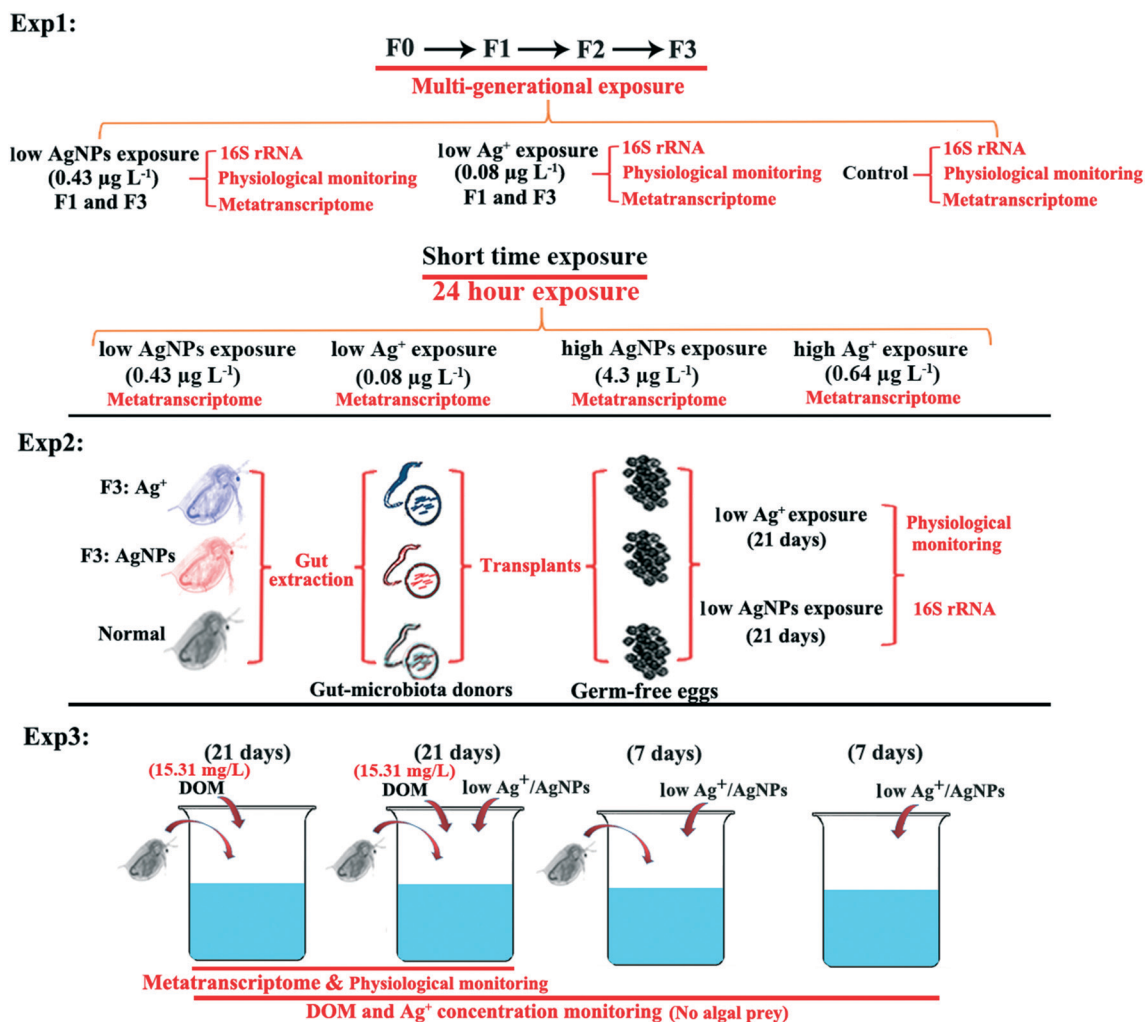 Exp1:
F0 → F1 → F2 → F3
Multi-generational exposure
low AgNPs exposure
(0.43 μg L⁻¹)
F1 and F3
16S rRNA
Physiological monitoring
Metatranscriptome
low Ag⁺ exposure
(0.08 μg L⁻¹)
F1 and F3
16S rRNA
Physiological monitoring
Metatranscriptome
Control
16S rRNA
Physiological monitoring
Metatranscriptome
Short time exposure
24 hour exposure
low AgNPs exposure
(0.43 μg L⁻¹)
Metatranscriptome
low Ag⁺ exposure
(0.08 μg L⁻¹)
Metatranscriptome
high AgNPs exposure
(4.3 μg L⁻¹)
Metatranscriptome
high Ag⁺ exposure
(0.64 μg L⁻¹)
Metatranscriptome
Exp2:
F3: Ag⁺
F3: AgNPs
Normal
Gut
extraction
Gut-microbiota donors
Transplants
Germ-free eggs
low Ag⁺ exposure
(21 days)
low AgNPs exposure
(21 days)
Physiological
monitoring
16S rRNA
Exp3:
(21 days)
(15.31 mg/L)
DOM
(21 days)
(15.31 mg/L)
DOM
low Ag⁺/AgNPs
(7 days)
low Ag⁺/AgNPs
(7 days)
low Ag⁺/AgNPs
Metatranscriptome & Physiological monitoring
DOM and Ag⁺ concentration monitoring (No algal prey)